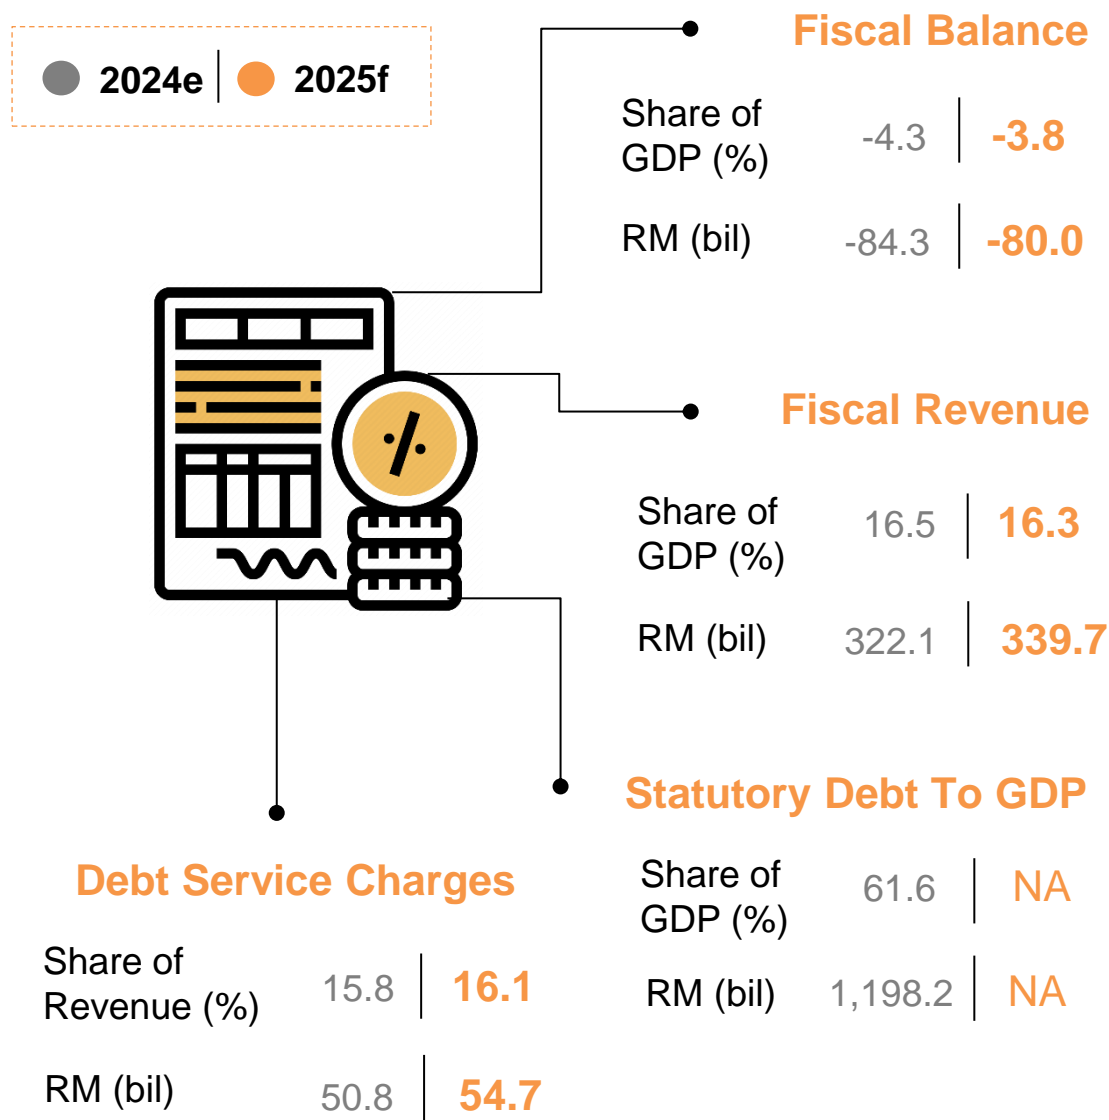 2024e 2025f
Fiscal Balance
Share of
GDP (%)
-4.3 -3.8
RM (bil) -84.3 -80.0
Fiscal Revenue
Share of
GDP (%)
16.5 16.3
RM (bil) 322.1 339.7
Statutory Debt To GDP
Share of
GDP (%)
61.6 NA
RM (bil) 1,198.2 NA
Debt Service Charges
Share of
Revenue (%)
15.8 16.1
RM (bil) 50.8 54.7